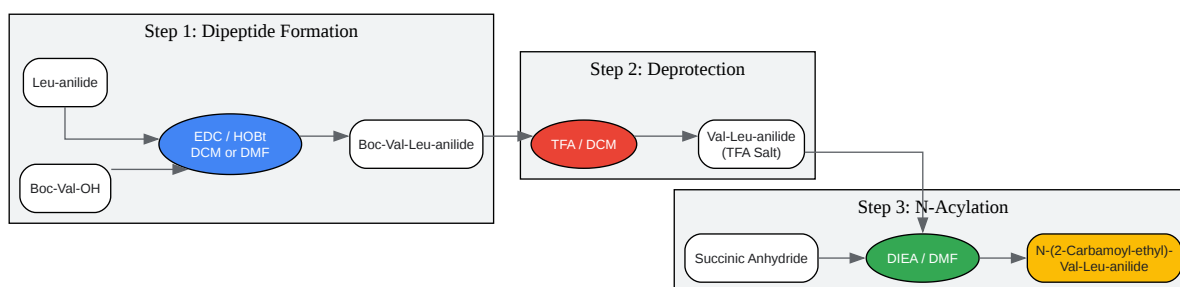 Step 1: Dipeptide Formation
Leu-anilide
Boc-Val-OH
EDC / HOBt
DCM or DMF
Boc-Val-Leu-anilide
Step 2: Deprotection
TFA / DCM
Val-Leu-anilide
(TFA Salt)
Step 3: N-Acylation
Succinic Anhydride
DIEA / DMF
N-(2-Carbamoyl-ethyl)-
Val-Leu-anilide